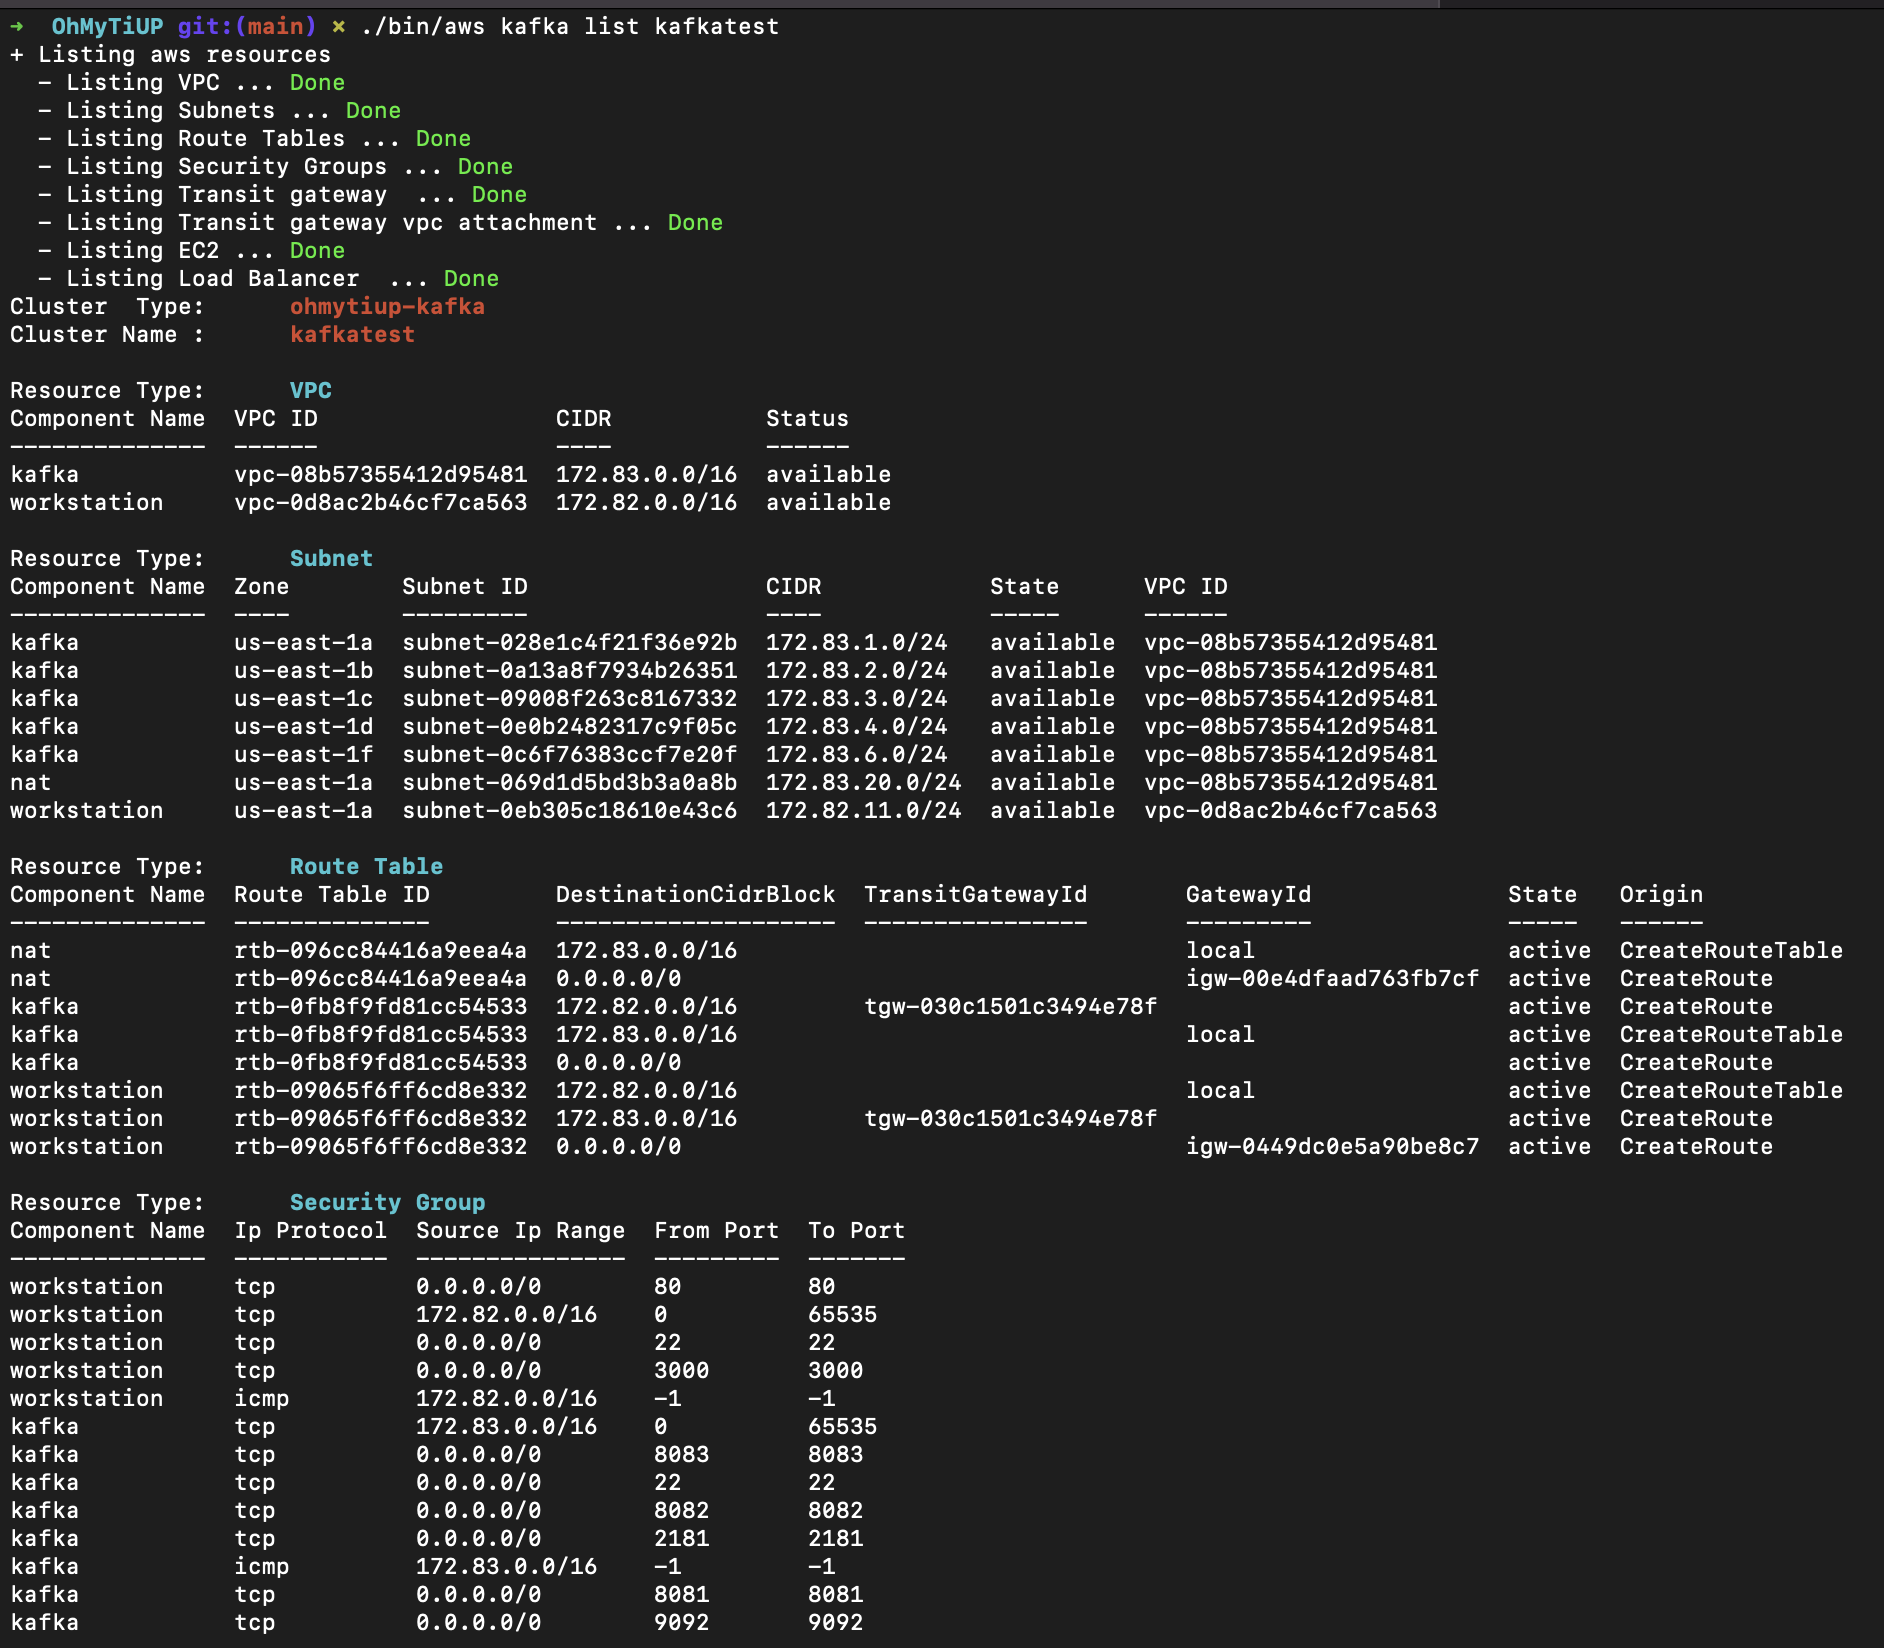 → OhMyTiUP git:(main) ✗ ./bin/aws kafka list kafkatest
+ Listing aws resources
  - Listing VPC ... Done
  - Listing Subnets ... Done
  - Listing Route Tables ... Done
  - Listing Security Groups ... Done
  - Listing Transit gateway  ... Done
  - Listing Transit gateway vpc attachment ... Done
  - Listing EC2 ... Done
  - Listing Load Balancer  ... Done
Cluster  Type:      ohmytiup-kafka
Cluster Name :      kafkatest
Resource Type:      VPC
Component Name  VPC ID                 CIDR           Status
--------------  ------                 ----           ------
kafka           vpc-08b57355412d95481  172.83.0.0/16  available
workstation     vpc-0d8ac2b46cf7ca563  172.82.0.0/16  available
Resource Type:      Subnet
Component Name  Zone        Subnet ID                 CIDR            State      VPC ID
--------------  ----        ---------                 ----            -----      ------
kafka           us-east-1a  subnet-028e1c4f21f36e92b  172.83.1.0/24   available  vpc-08b57355412d95481
kafka           us-east-1b  subnet-0a13a8f7934b26351  172.83.2.0/24   available  vpc-08b57355412d95481
kafka           us-east-1c  subnet-09008f263c8167332  172.83.3.0/24   available  vpc-08b57355412d95481
kafka           us-east-1d  subnet-0e0b2482317c9f05c  172.83.4.0/24   available  vpc-08b57355412d95481
kafka           us-east-1f  subnet-0c6f76383ccf7e20f  172.83.6.0/24   available  vpc-08b57355412d95481
nat             us-east-1a  subnet-069d1d5bd3b3a0a8b  172.83.20.0/24  available  vpc-08b57355412d95481
workstation     us-east-1a  subnet-0eb305c18610e43c6  172.82.11.0/24  available  vpc-0d8ac2b46cf7ca563
Resource Type:      Route Table
Component Name  Route Table ID         DestinationCidrBlock  TransitGatewayId       GatewayId              State   Origin
--------------  --------------         --------------------  ----------------       ---------              -----   ------
nat             rtb-096cc84416a9eea4a  172.83.0.0/16                                local                  active  CreateRouteTable
nat             rtb-096cc84416a9eea4a  0.0.0.0/0                                    igw-00e4dfaad763fb7cf  active  CreateRoute
kafka           rtb-0fb8f9fd81cc54533  172.82.0.0/16         tgw-030c1501c3494e78f                         active  CreateRoute
kafka           rtb-0fb8f9fd81cc54533  172.83.0.0/16                                local                  active  CreateRouteTable
kafka           rtb-0fb8f9fd81cc54533  0.0.0.0/0                                                           active  CreateRoute
workstation     rtb-09065f6ff6cd8e332  172.82.0.0/16                                local                  active  CreateRouteTable
workstation     rtb-09065f6ff6cd8e332  172.83.0.0/16         tgw-030c1501c3494e78f                         active  CreateRoute
workstation     rtb-09065f6ff6cd8e332  0.0.0.0/0                                    igw-0449dc0e5a90be8c7  active  CreateRoute
Resource Type:      Security Group
Component Name  Ip Protocol  Source Ip Range  From Port  To Port
--------------  -----------  ---------------  ---------  -------
workstation     tcp          0.0.0.0/0        80         80
workstation     tcp          172.82.0.0/16    0          65535
workstation     tcp          0.0.0.0/0        22         22
workstation     tcp          0.0.0.0/0        3000       3000
workstation     icmp         172.82.0.0/16    -1         -1
kafka           tcp          172.83.0.0/16    0          65535
kafka           tcp          0.0.0.0/0        8083       8083
kafka           tcp          0.0.0.0/0        22         22
kafka           tcp          0.0.0.0/0        8082       8082
kafka           tcp          0.0.0.0/0        2181       2181
kafka           icmp         172.83.0.0/16    -1         -1
kafka           tcp          0.0.0.0/0        8081       8081
kafka           tcp          0.0.0.0/0        9092       9092